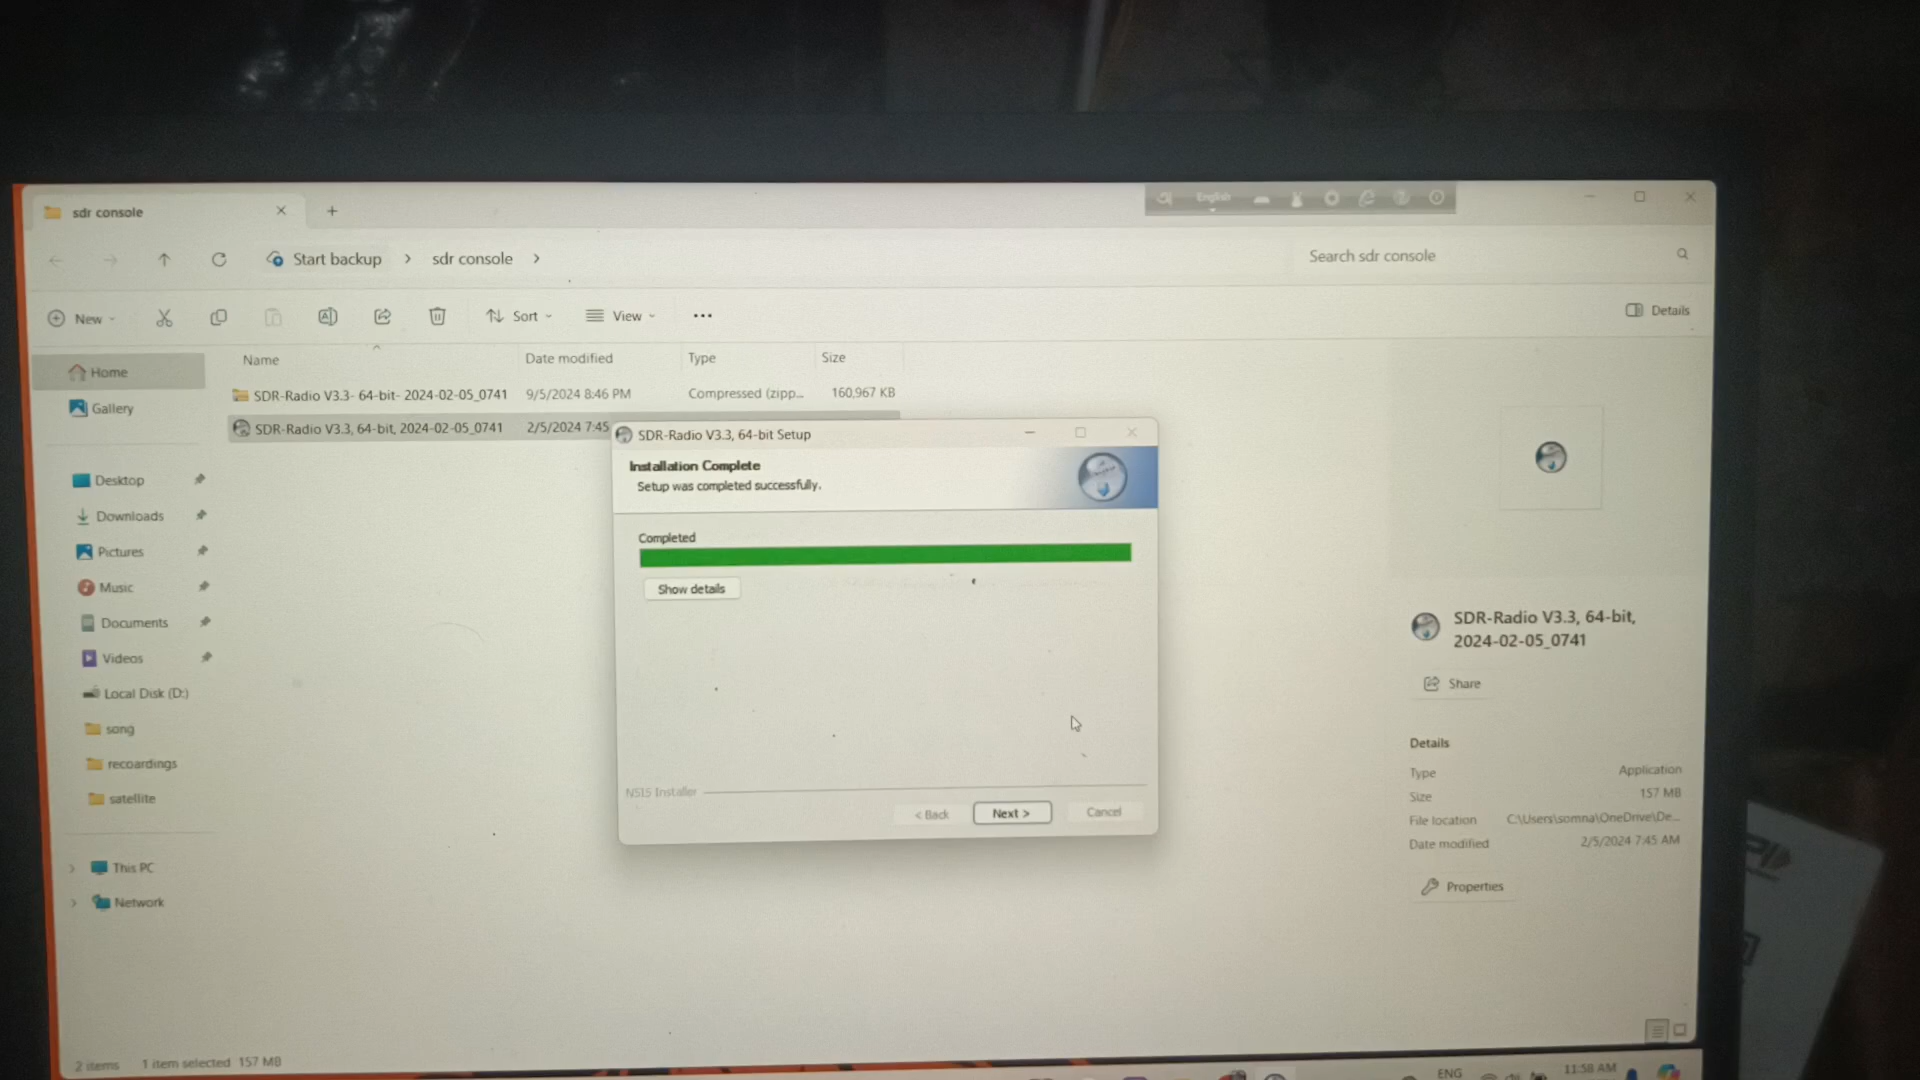 sdr console
English
Start backup > sdr console >
Search sdr console
New
Sort
View
Details
Name Date modified Type Size
Home
Gallery
SDR-Radio V3.3- 64-bit- 2024-02-05_0741 9/5/2024 8:46 PM Compressed (zipp... 160,967 KB
SDR-Radio V3.3, 64-bit, 2024-02-05_0741 2/5/2024 7:45
Desktop
Downloads
Pictures
Music
Documents
Videos
Local Disk (D:)
song
recoardings
satellite
This PC
Network
SDR-Radio V3.3, 64-bit Setup
Installation Complete
Setup was completed successfully.
Completed
Show details
NSIS Installer
< Back Next > Cancel
SDR-Radio V3.3, 64-bit,
2024-02-05_0741
Share
Details
Type Application
Size 157 MB
File location C:\Users\somna\OneDrive\De...
Date modified 2/5/2024 7:45 AM
Properties
2 items 1 item selected 157 MB
ENG
11:58 AM